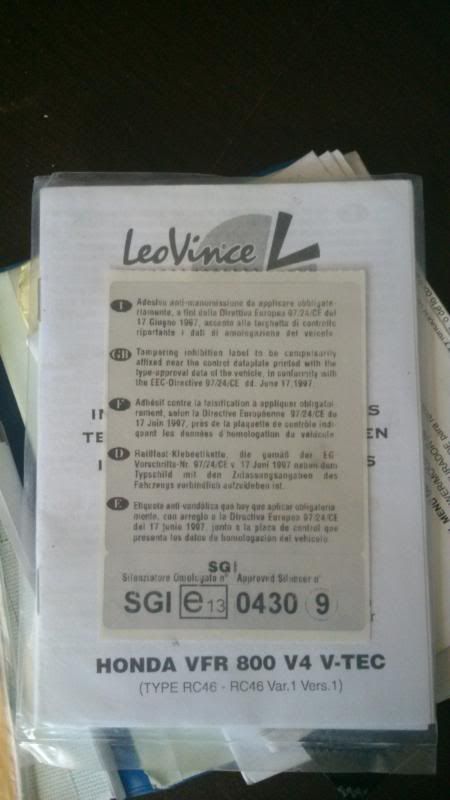 LeoVince
I Adesivo anti-manomissione da applicare obbligato-
riamente, a fini della Direttiva Europea 97/24/CE del
17 Giugno 1997, accanto alla targhetta di controllo
riportante i dati di omologazione del veicolo
GB Tampering inhibition label to be compulsorily
affixed near the control dataplate printed with the
type-approval data of the vehicle, in conformity with
the EEC-Directive 97/24/CE dd. June 17,1997.
F Adhésif contre la falsification à appliquer obligatoi-
rement, selon la Directive Européenne 97/24/CE du
17 Juin 1997, près de la plaquette de contrôle indi-
quant les données d'homologation du véhicule
D Reißfast-Klebeetikette, die gemäß der EG-
Vorschrifts-Nr. 97/24/CE v. 17 Juni 1997 neben dem
Typschild mit den Zulassungsangaben des
Fahrzeugs verbindlich aufzukleben ist.
E Etiqueta anti-vandálica que hay que aplicar obligatoria-
mente, con arreglo a la Directiva Europea 97/24/CE
del 17 junio 1997, junto a la placa de control que
presenta los datos de homologación del vehículo
SGI
Silenziatore Omologato n° Approved Silencer n°
SGI e 13 0430 9
HONDA VFR 800 V4 V-TEC
(TYPE RC46 - RC46 Var.1 Vers.1)